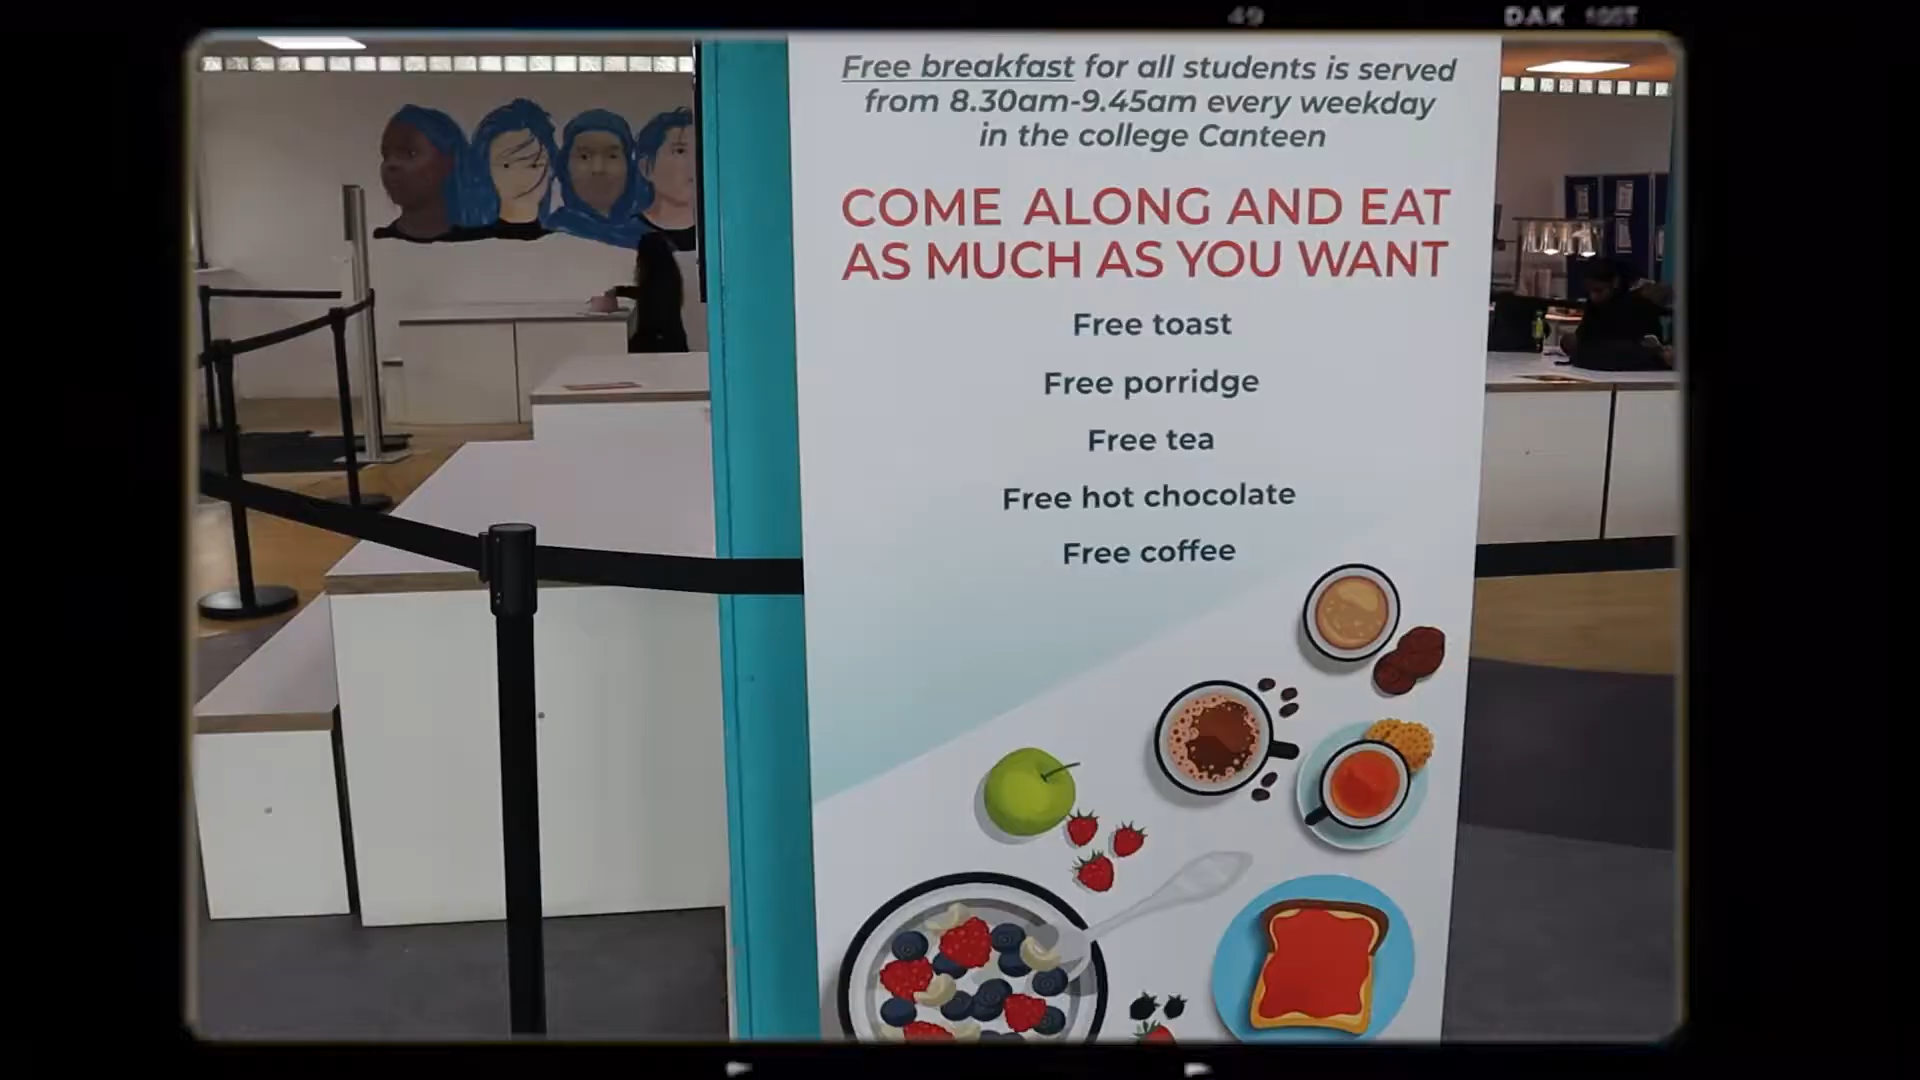 49
Free breakfast for all students is served
from 8.30am-9.45am every weekday
in the college Canteen
COME ALONG AND EAT
AS MUCH AS YOU WANT
Free toast
Free porridge
Free tea
Free hot chocolate
Free coffee